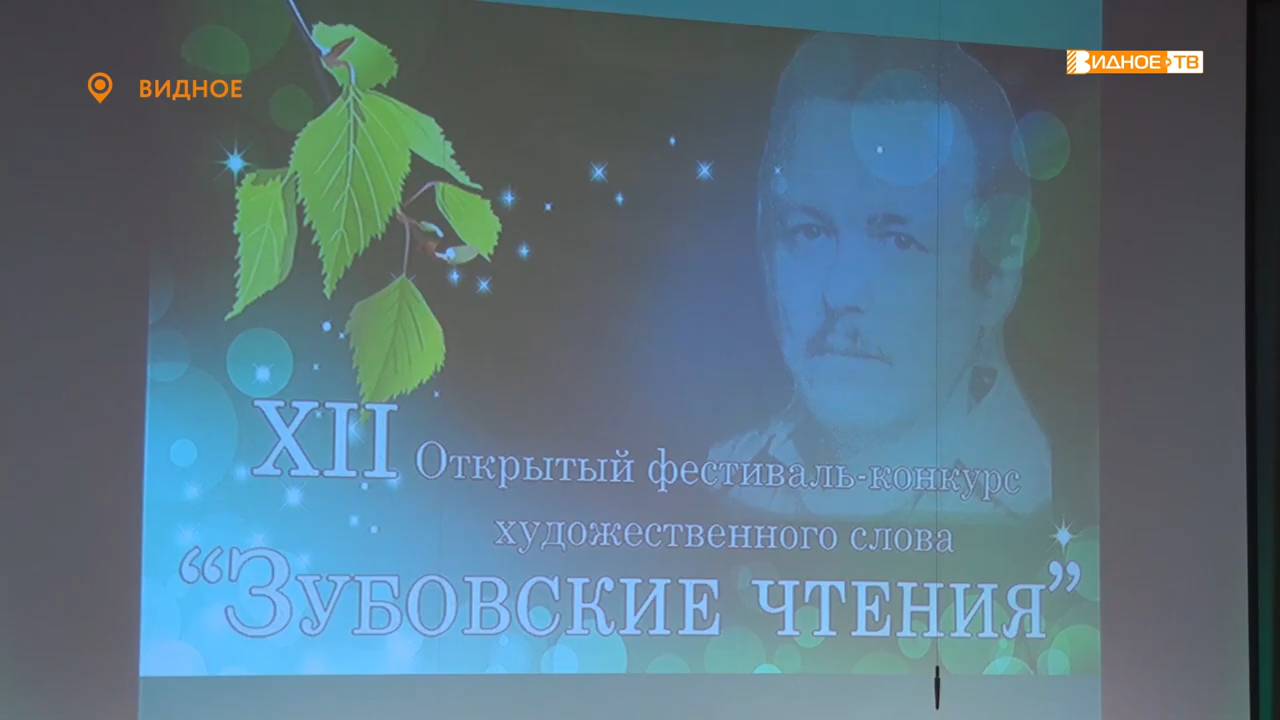 ВИДНОЕ
ВИДНОЕ ТВ
XII Открытый фестиваль-конкурс
художественного слова
“ЗУБОВСКИЕ ЧТЕНИЯ”